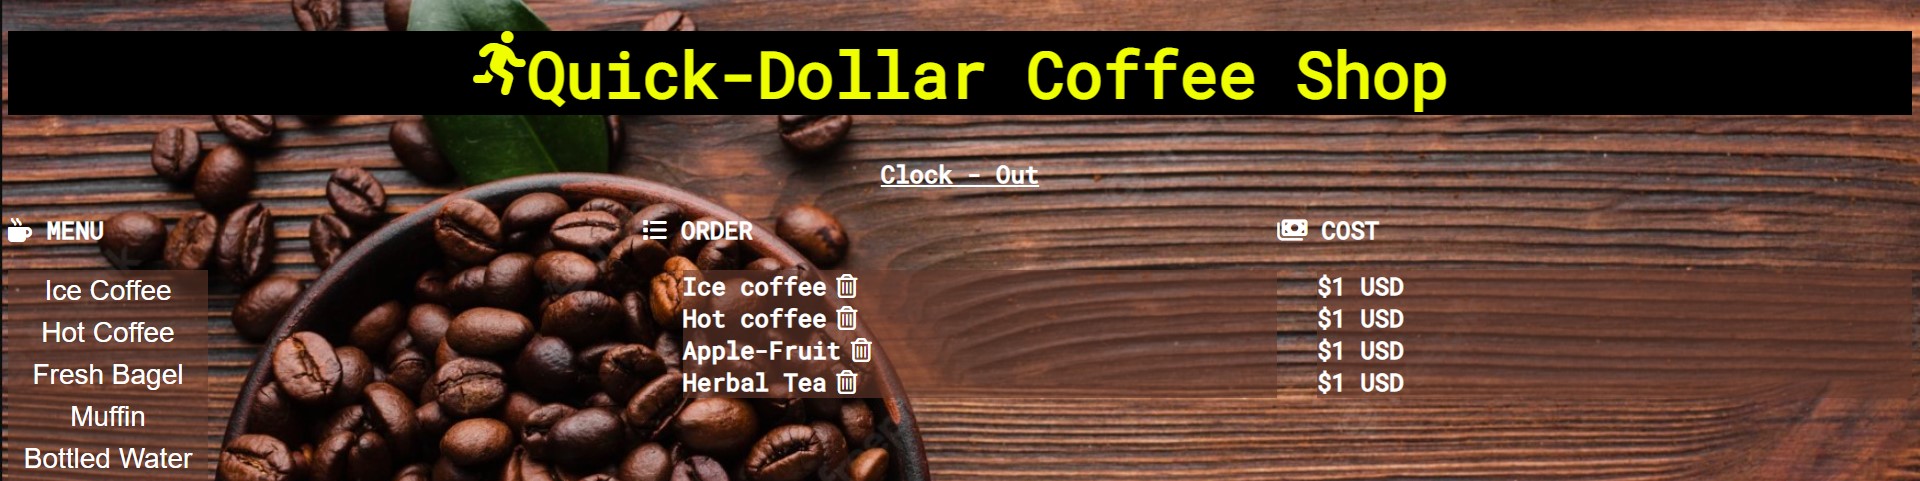 Quick-Dollar Coffee Shop
Clock - Out
MENU
Ice Coffee
Hot Coffee
Fresh Bagel
Muffin
Bottled Water
ORDER
Ice coffee
Hot coffee
Apple-Fruit
Herbal Tea
COST
$1 USD
$1 USD
$1 USD
$1 USD